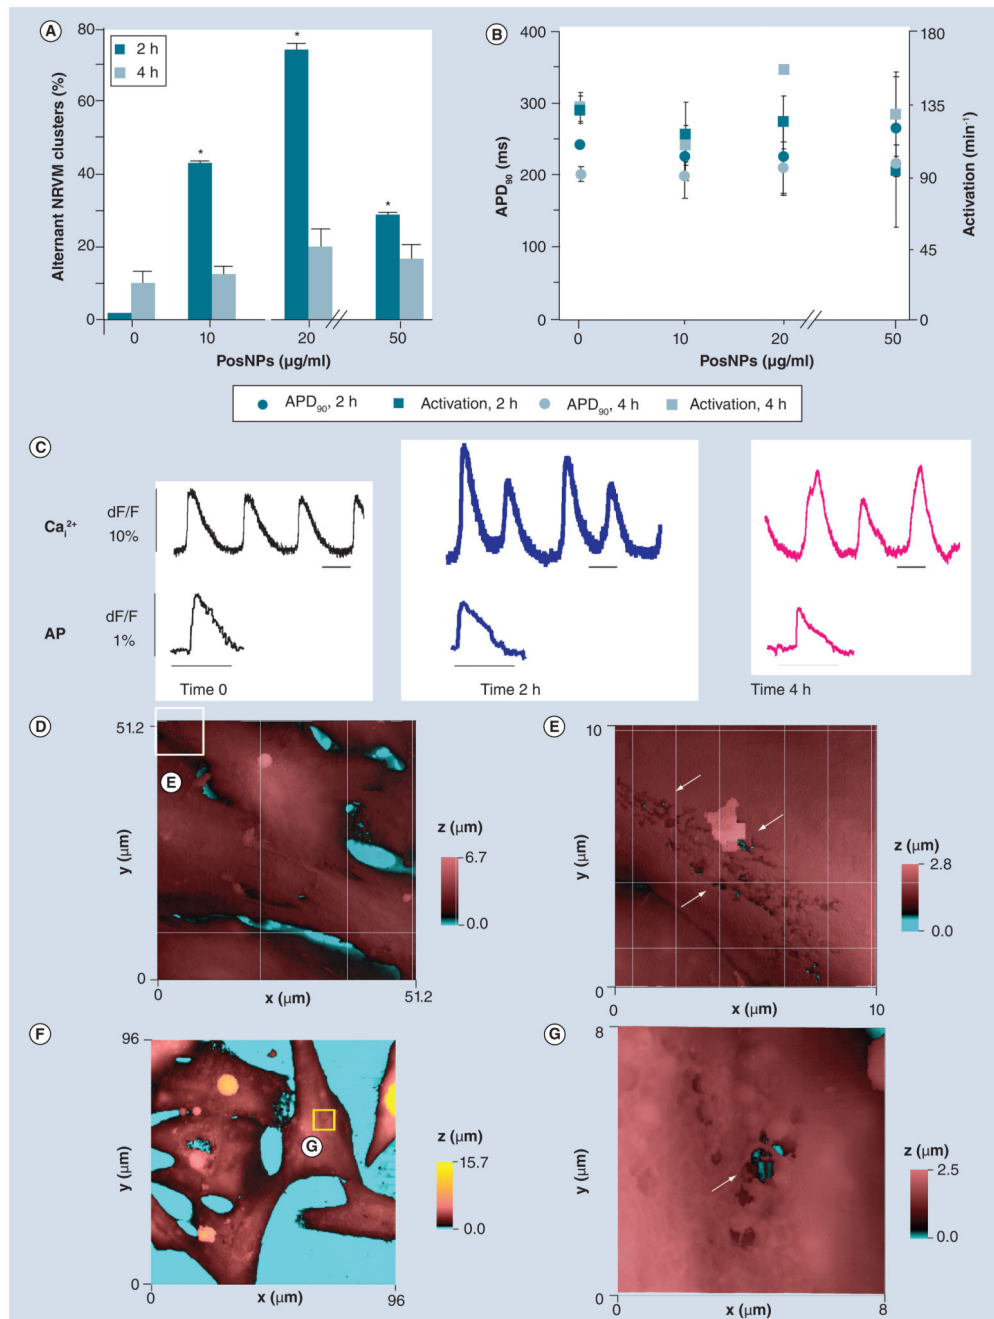 A
80
60
40
20
0
Alternant NRVM clusters (%)
2 h
4 h
*
*
*
0 10 20 50
PosNPs (µg/ml)
B
400
300
200
100
0
APD₉₀ (ms)
180
135
90
45
0
Activation (min⁻¹)
0 10 20 50
PosNPs (µg/ml)
APD₉₀, 2 h Activation, 2 h APD₉₀, 4 h Activation, 4 h
C
Caᵢ²⁺
dF/F
10%
AP
dF/F
1%
Time 0
Time 2 h
Time 4 h
D
51.2
E
y (µm)
0
0
x (µm)
51.2
z (µm)
6.7
0.0
E
10
y (µm)
0
0
x (µm)
10
z (µm)
2.8
0.0
F
96
G
y (µm)
0
0
x (µm)
96
z (µm)
15.7
0.0
G
8
y (µm)
0
0
x (µm)
8
z (µm)
2.5
0.0